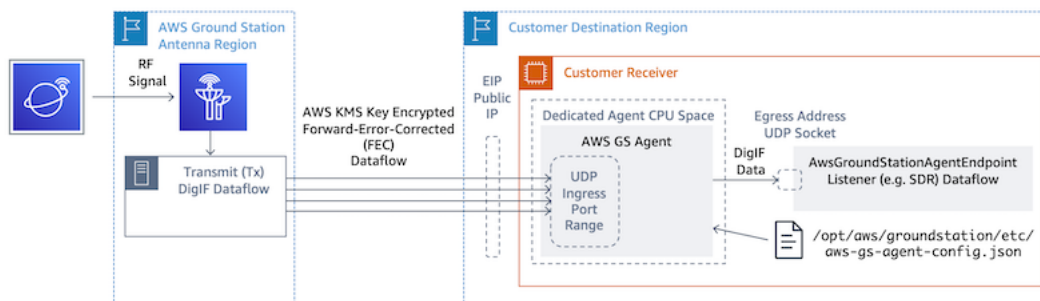 AWS Ground Station
Antenna Region
Customer Destination Region
RF
Signal
EIP
Public
IP
Customer Receiver
AWS KMS Key Encrypted
Forward-Error-Corrected
(FEC)
Dataflow
Dedicated Agent CPU Space
Egress Address
UDP Socket
AWS GS Agent
Transmit (Tx)
DigIF Dataflow
UDP
Ingress
Port
Range
DigIF
Data
AwsGroundStationAgentEndpoint
Listener (e.g. SDR) Dataflow
/opt/aws/groundstation/etc/
aws-gs-agent-config.json